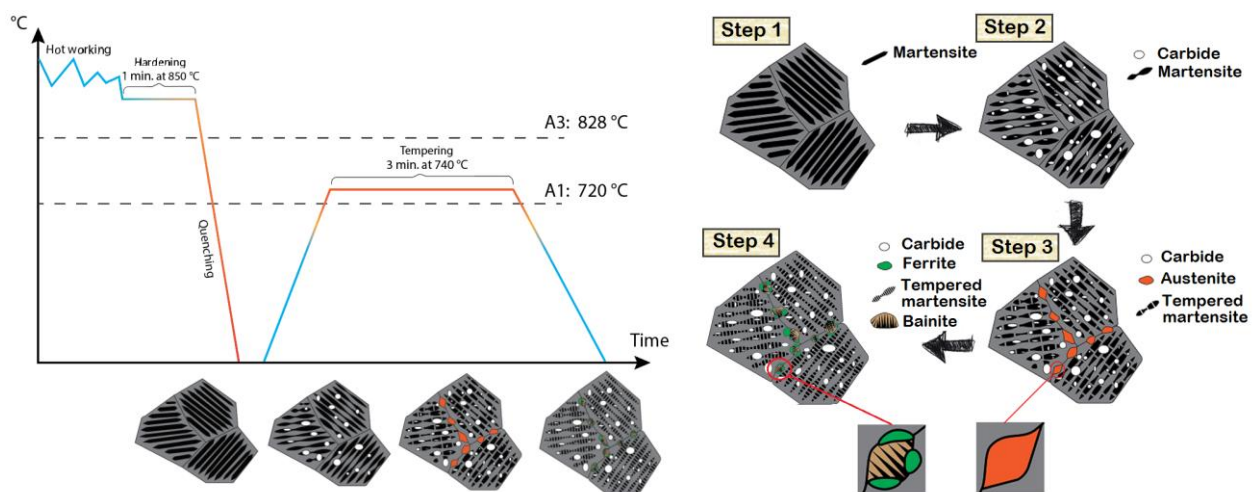 °C
Hot working
Hardening
1 min. at 850 °C
A3: 828 °C
Tempering
3 min. at 740 °C
A1: 720 °C
Quenching
Time
Step 1
Martensite
Step 2
Carbide
Martensite
Step 4
Carbide
Ferrite
Tempered
martensite
Bainite
Step 3
Carbide
Austenite
Tempered
martensite